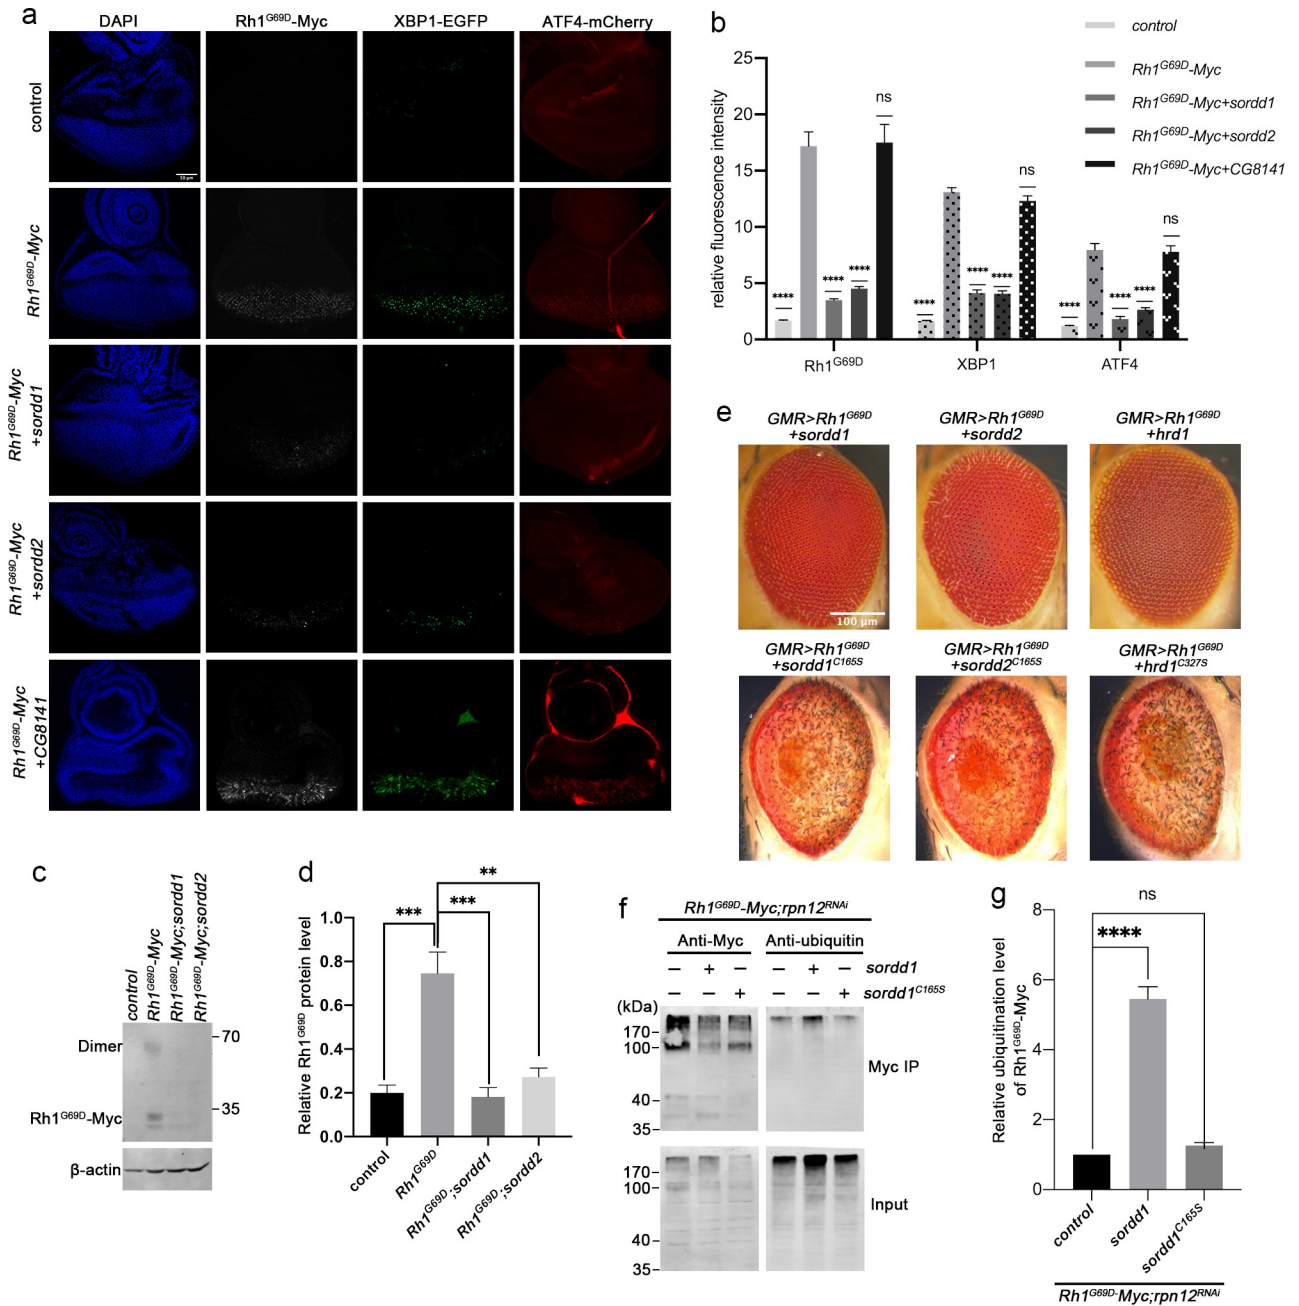 a
DAPI Rh1G69D-Myc XBP1-EGFP ATF4-mCherry
control
50 µm
Rh1G69D-Myc
Rh1G69D-Myc
+sordd1
Rh1G69D-Myc
+sordd2
Rh1G69D-Myc
+CG8141
b
relative fluorescence intensity
25
20
15
10
5
0
**** **** **** ns
**** **** **** ns
**** **** **** ns
Rh1G69D XBP1 ATF4
control
Rh1G69D-Myc
Rh1G69D-Myc+sordd1
Rh1G69D-Myc+sordd2
Rh1G69D-Myc+CG8141
e
GMR>Rh1G69D
+sordd1
GMR>Rh1G69D
+sordd2
GMR>Rh1G69D
+hrd1
100 µm
GMR>Rh1G69D
+sordd1C165S
GMR>Rh1G69D
+sordd2C165S
GMR>Rh1G69D
+hrd1C327S
c
control
Rh1G69D-Myc
Rh1G69D-Myc;sordd1
Rh1G69D-Myc;sordd2
Dimer
70
Rh1G69D-Myc
35
β-actin
d
Relative Rh1G69D protein level
1.0
0.8
0.6
0.4
0.2
0.0
*** *** **
control
Rh1G69D
Rh1G69D;sordd1
Rh1G69D;sordd2
f
Rh1G69D-Myc;rpn12RNAi
Anti-Myc Anti-ubiquitin
– + – – + – sordd1
– – + – – + sordd1C165S
(kDa)
170
100
40
35
Myc IP
170
100
40
35
Input
g
Relative ubiquitination level
of Rh1G69D-Myc
8
6
4
2
0
ns
****
control
sordd1
sordd1C165S
Rh1G69D-Myc;rpn12RNAi